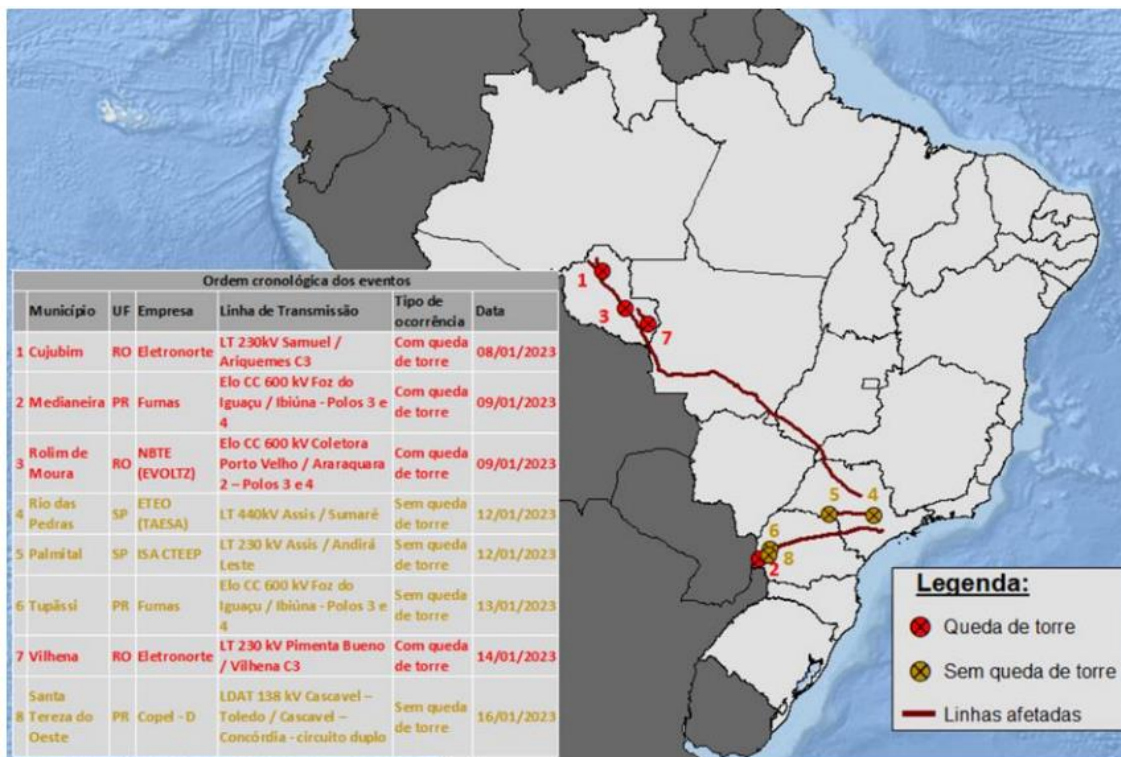 Ordem cronológica dos eventos
Município UF Empresa Linha de Transmissão Tipo de ocorrência Data
1 Cujubim RO Eletronorte LT 230kV Samuel / Ariquemes C3 Com queda de torre 08/01/2023
2 Medianeira PR Furnas Elo CC 600 kV Foz do Iguaçu / Ibiúna - Polos 3 e 4 Com queda de torre 09/01/2023
3 Rolim de Moura RO NBTE (EVOLTZ) Elo CC 600 kV Coletora Porto Velho / Araraquara 2 – Polos 3 e 4 Com queda de torre 09/01/2023
4 Rio das Pedras SP ETEO (TAESA) LT 440kV Assis / Sumaré Sem queda de torre 12/01/2023
5 Palmital SP ISA CTEEP LT 230 kV Assis / Andirá Leste Sem queda de torre 12/01/2023
6 Tupãssi PR Furnas Elo CC 600 kV Foz do Iguaçu / Ibiúna - Polos 3 e 4 Sem queda de torre 13/01/2023
7 Vilhena RO Eletronorte LT 230 kV Pimenta Bueno / Vilhena C3 Com queda de torre 14/01/2023
8 Santa Tereza do Oeste PR Copel - D LDAT 138 kV Cascavel – Toledo / Cascavel – Concórdia - circuito duplo Sem queda de torre 16/01/2023
1
3
7
5
4
6
8
2
Legenda:
Queda de torre
Sem queda de torre
Linhas afetadas